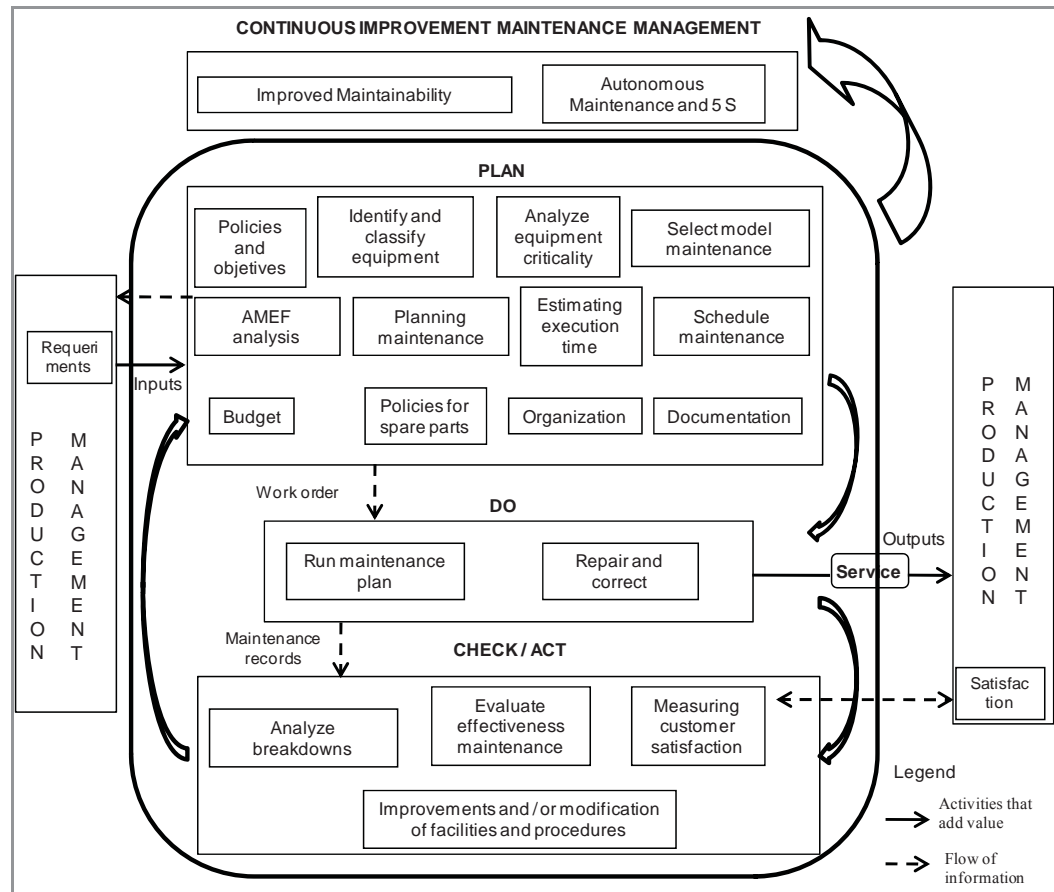 CONTINUOUS IMPROVEMENT MAINTENANCE MANAGEMENT
Improved Maintainability
Autonomous
Maintenance and 5 S
PLAN
Policies
and
objetives
Identify and
classify
equipment
Analyze
equipment
criticality
Select model
maintenance
AMEF
analysis
Planning
maintenance
Estimating
execution
time
Schedule
maintenance
Budget
Policies for
spare parts
Organization
Documentation
Requeri
ments
Inputs
PRODUCTION
MANAGEMENT
Work order
DO
Run maintenance
plan
Repair and
correct
Service
Outputs
PRODUCTION
MANAGEMENT
Maintenance
records
CHECK / ACT
Analyze
breakdowns
Evaluate
effectiveness
maintenance
Measuring
customer
satisfaction
Satisfac
tion
Improvements and / or modification
of facilities and procedures
Legend
Activities that
add value
Flow of
information